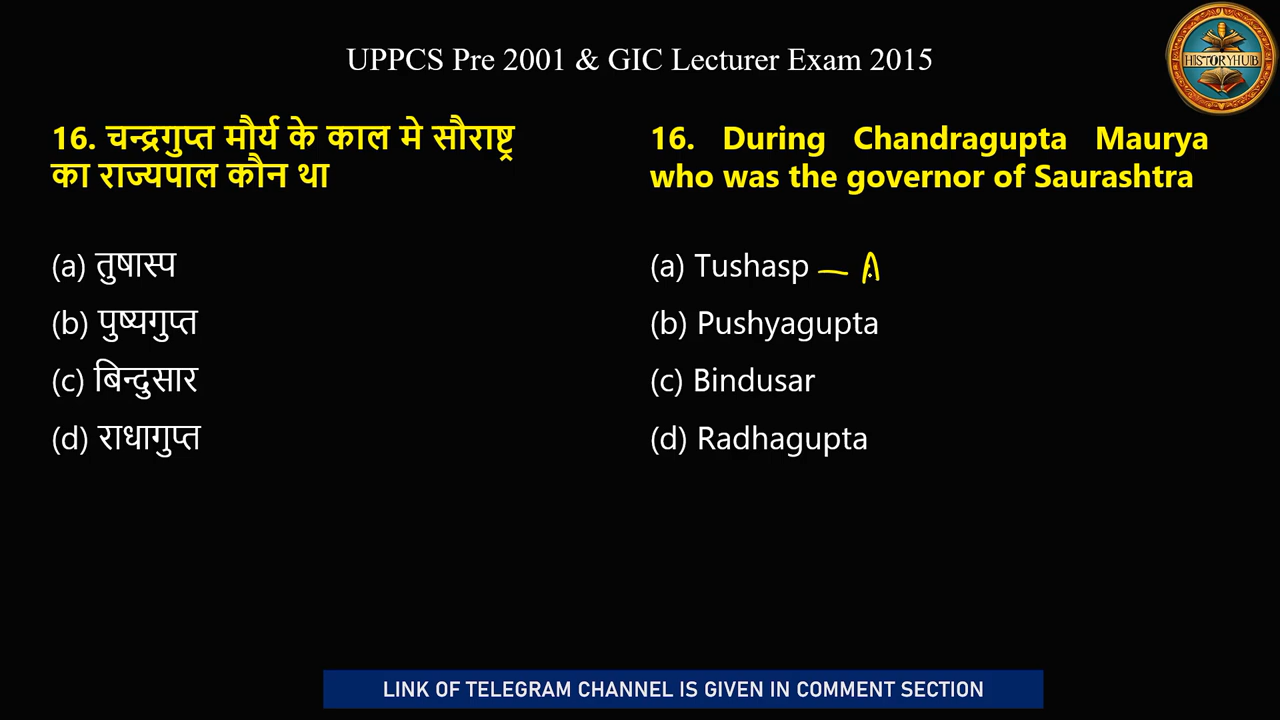 UPPCS Pre 2001 & GIC Lecturer Exam 2015
HISTORYHUB
16. चन्द्रगुप्त मौर्य के काल मे सौराष्ट्र
का राज्यपाल कौन था
(a) तुषास्प
(b) पुष्यगुप्त
(c) बिन्दुसार
(d) राधागुप्त
16. During Chandragupta Maurya
who was the governor of Saurashtra
(a) Tushasp — A
(b) Pushyagupta
(c) Bindusar
(d) Radhagupta
LINK OF TELEGRAM CHANNEL IS GIVEN IN COMMENT SECTION